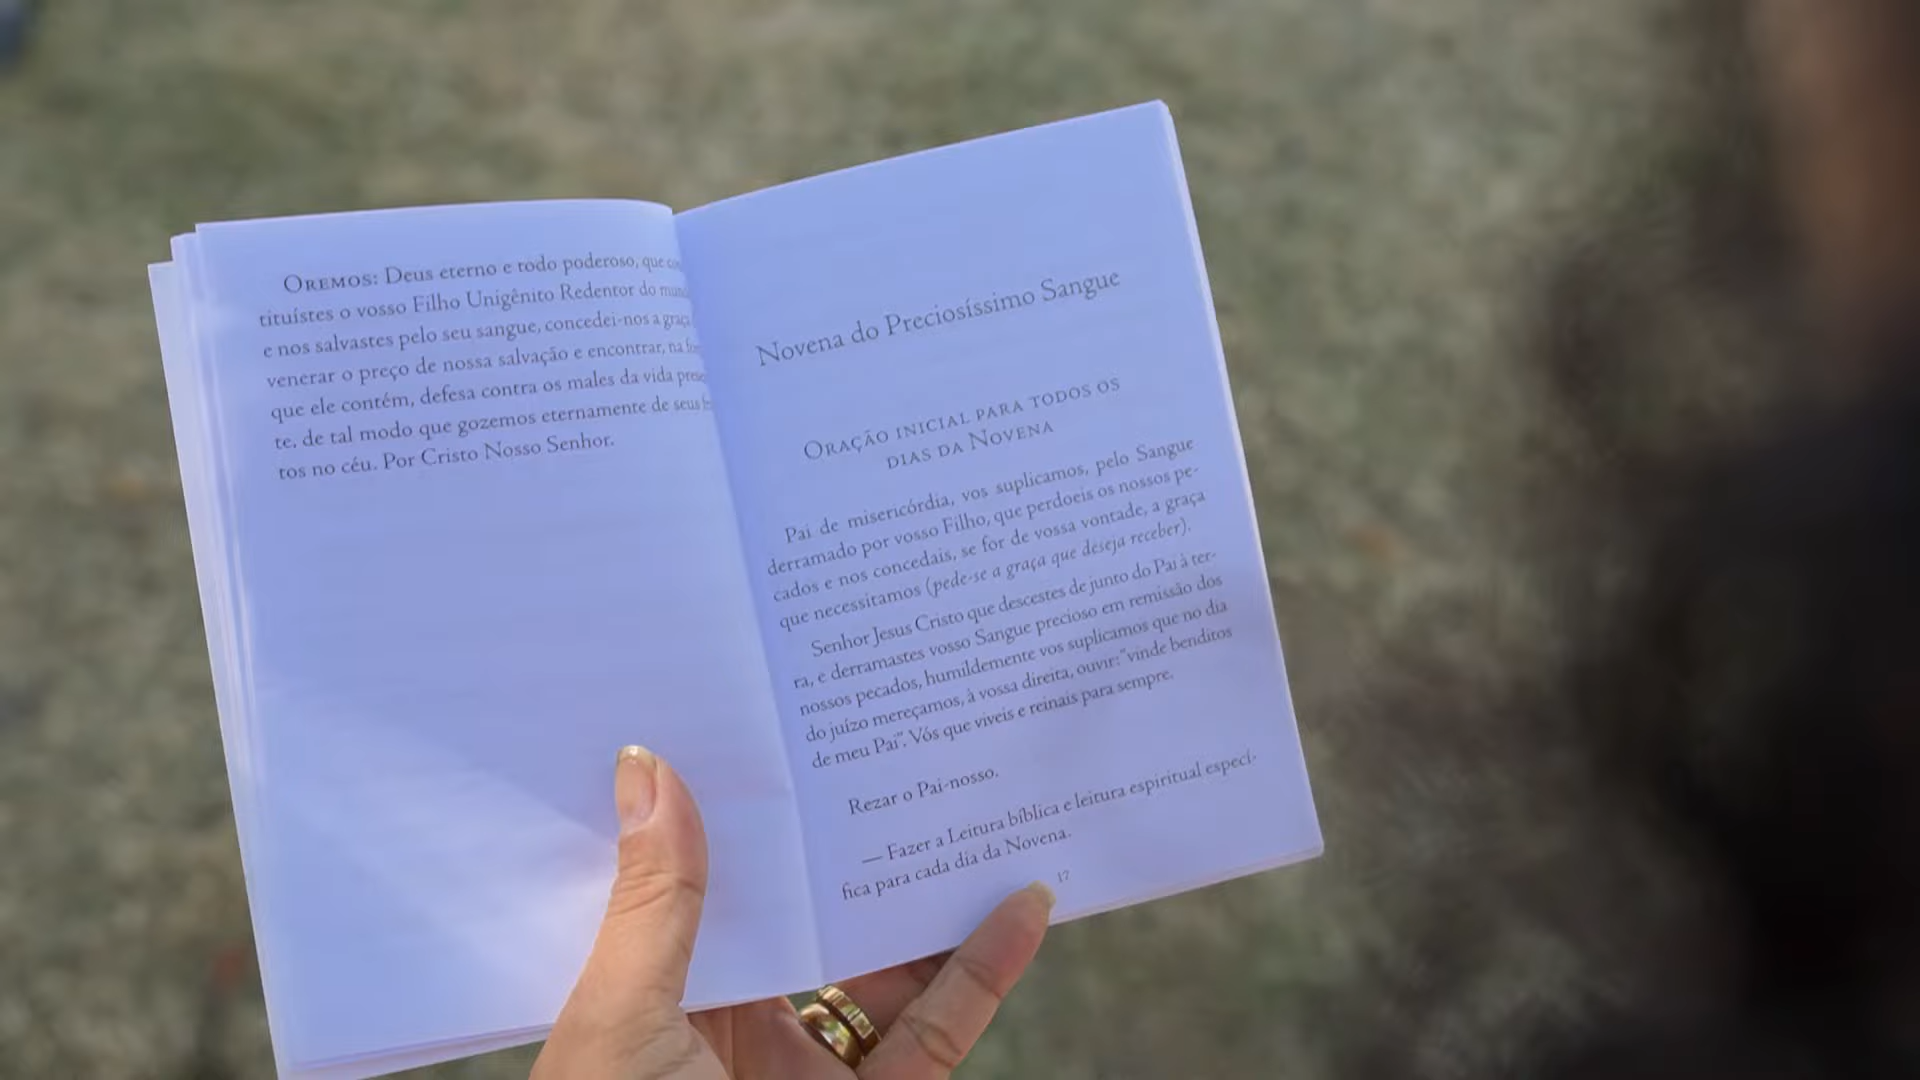 OREMOS: Deus eterno e todo poderoso, que
tituístes o vosso Filho Unigênito Redentor do
e nos salvastes pelo seu sangue, concedei-nos a graça
venerar o preço de nossa salvação e encontrar, na
que ele contém, defesa contra os males da vida
te, de tal modo que gozemos eternamente de seus
tos no céu. Por Cristo Nosso Senhor.
Novena do Preciosíssimo Sangue
ORAÇÃO INICIAL PARA TODOS OS
DIAS DA NOVENA
Pai de misericórdia, vos suplicamos, pelo Sangue
derramado por vosso Filho, que perdoeis os nossos pe-
cados e nos concedais, se for de vossa vontade, a graça
que necessitamos (pede-se a graça que deseja receber).
Senhor Jesus Cristo que descestes de junto do Pai à ter-
ra, e derramastes vosso Sangue precioso em remissão dos
nossos pecados, humildemente vos suplicamos que no dia
do juízo mereçamos, à vossa direita, ouvir: "vinde benditos
de meu Pai". Vós que viveis e reinais para sempre.
Rezar o Pai-nosso.
— Fazer a Leitura bíblica e leitura espiritual especí-
fica para cada dia da Novena.
17